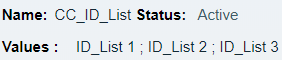 Name: CC_ID_List Status: Active
Values : ID_List 1 ; ID_List 2 ; ID_List 3